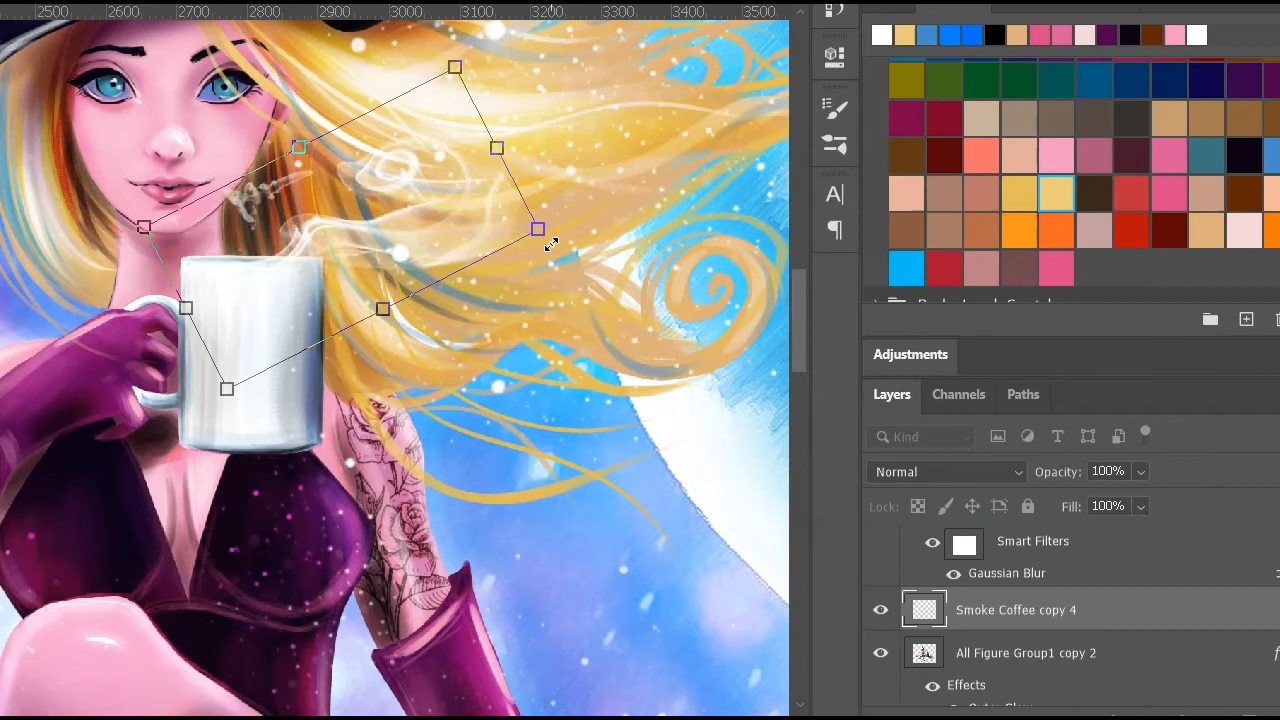 2500 2600 2700 2800 2900 3000 3100 3200 3300 3400 3500
A|
Adjustments
Layers Channels Paths
Kind
Normal Opacity: 100%
Lock: Fill: 100%
Smart Filters
Gaussian Blur
Smoke Coffee copy 4
All Figure Group1 copy 2
Effects